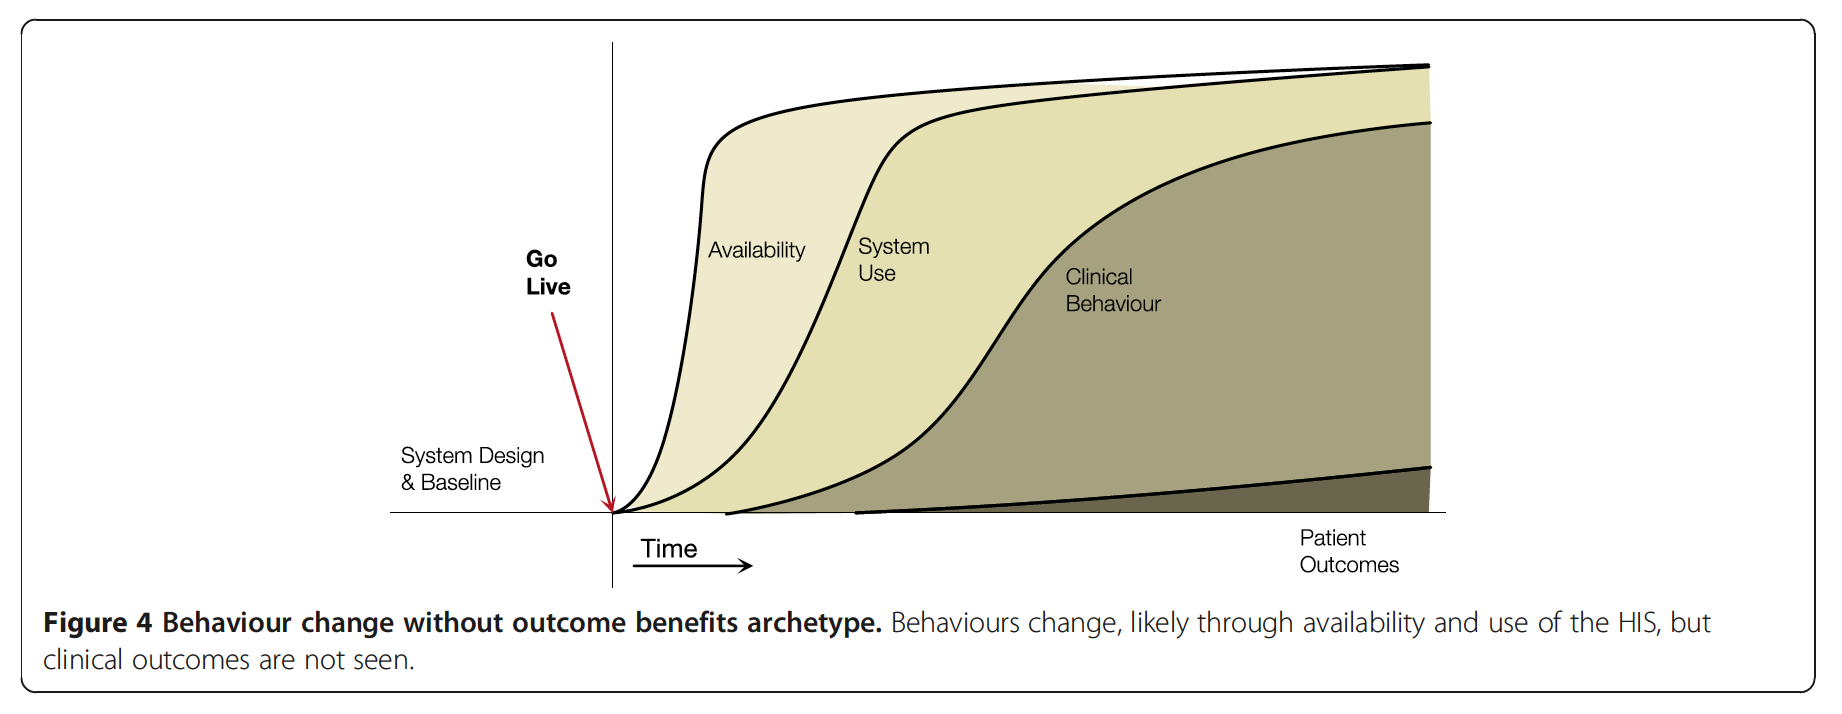 Go
Live
Availability
System
Use
Clinical
Behaviour
System Design
& Baseline
Time
Patient
Outcomes
Figure 4 Behaviour change without outcome benefits archetype. Behaviours change, likely through availability and use of the HIS, but
clinical outcomes are not seen.